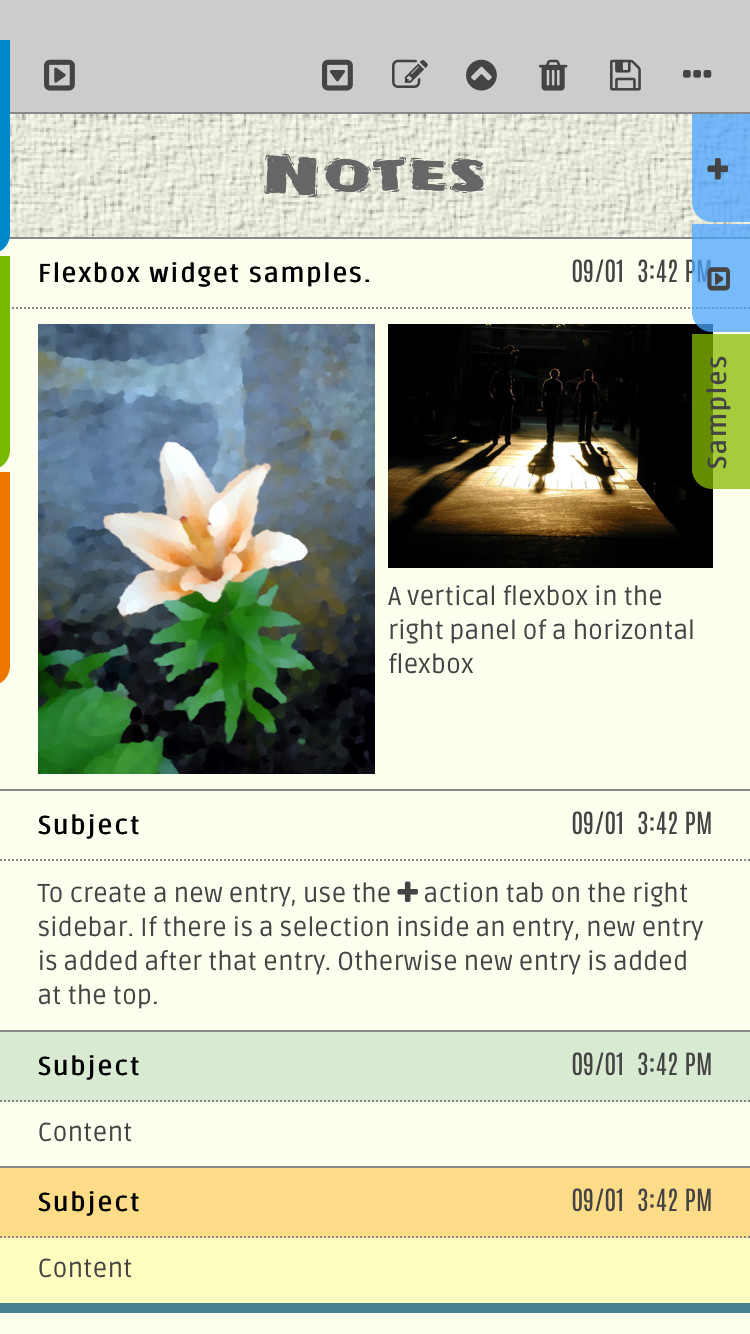 Notes
Flexbox widget samples.
09/01 3:42 PM
Samples
A vertical flexbox in the
right panel of a horizontal
flexbox
Subject
09/01 3:42 PM
To create a new entry, use the ✚ action tab on the right
sidebar. If there is a selection inside an entry, new entry
is added after that entry. Otherwise new entry is added
at the top.
Subject
09/01 3:42 PM
Content
Subject
09/01 3:42 PM
Content